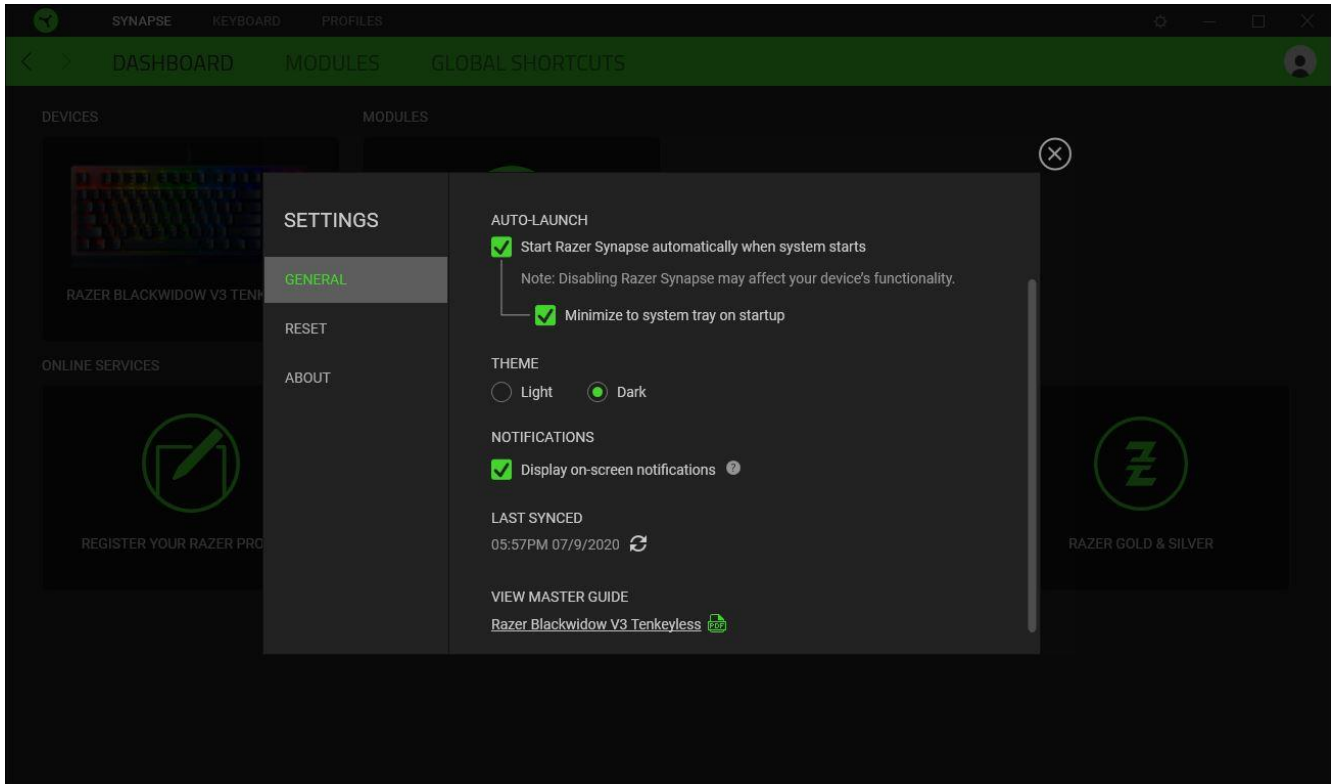 SYNAPSE KEYBOARD PROFILES
DASHBOARD MODULES GLOBAL SHORTCUTS
DEVICES MODULES
RAZER BLACKWIDOW V3 TENK
ONLINE SERVICES
REGISTER YOUR RAZER PRO
RAZER GOLD & SILVER
SETTINGS
GENERAL
RESET
ABOUT
AUTO-LAUNCH
Start Razer Synapse automatically when system starts
Note: Disabling Razer Synapse may affect your device's functionality.
Minimize to system tray on startup
THEME
Light Dark
NOTIFICATIONS
Display on-screen notifications ?
LAST SYNCED
05:57PM 07/9/2020
VIEW MASTER GUIDE
Razer Blackwidow V3 Tenkeyless PDF